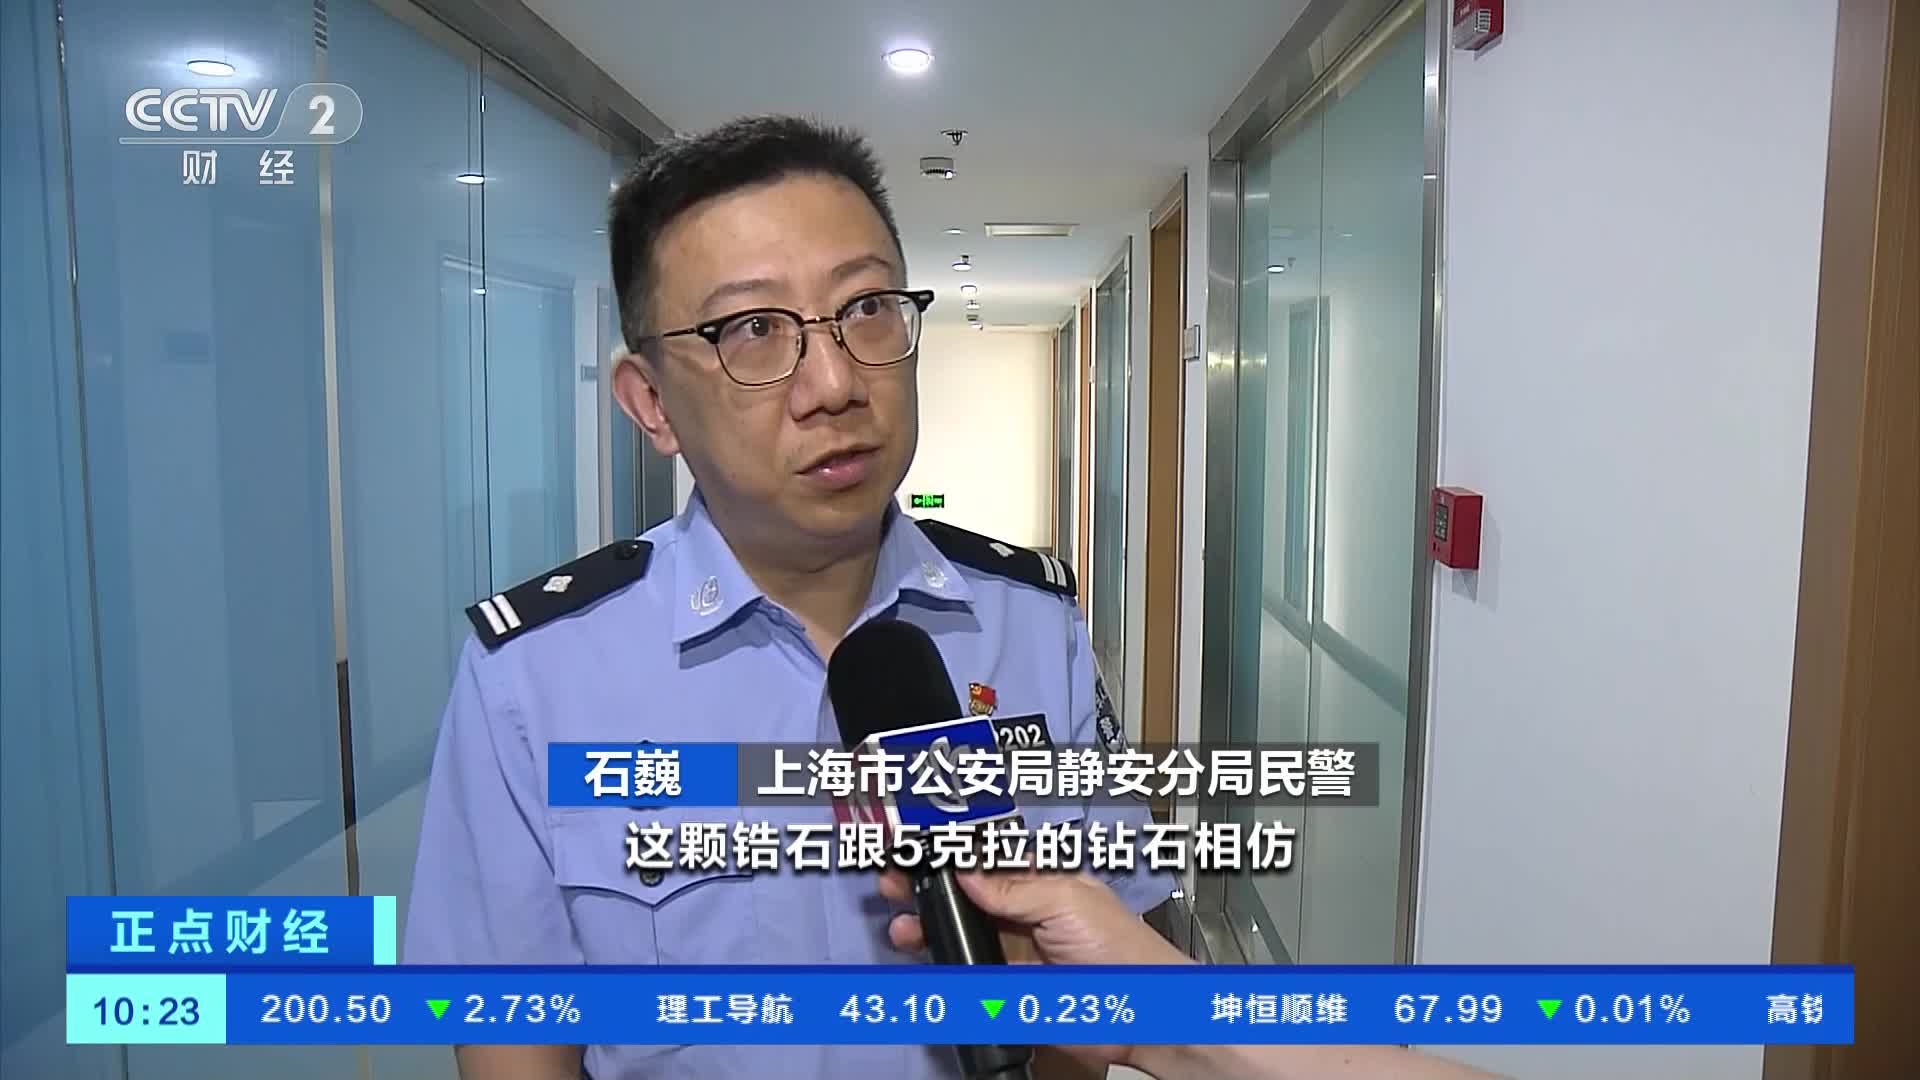 CCTV 2
财 经
202
石巍 上海市公安局静安分局民警
这颗锆石跟5克拉的钻石相仿
正点财经
10:23 200.50 ▼2.73% 理工导航 43.10 ▼0.23% 坤恒顺维 67.99 ▼0.01% 高铁